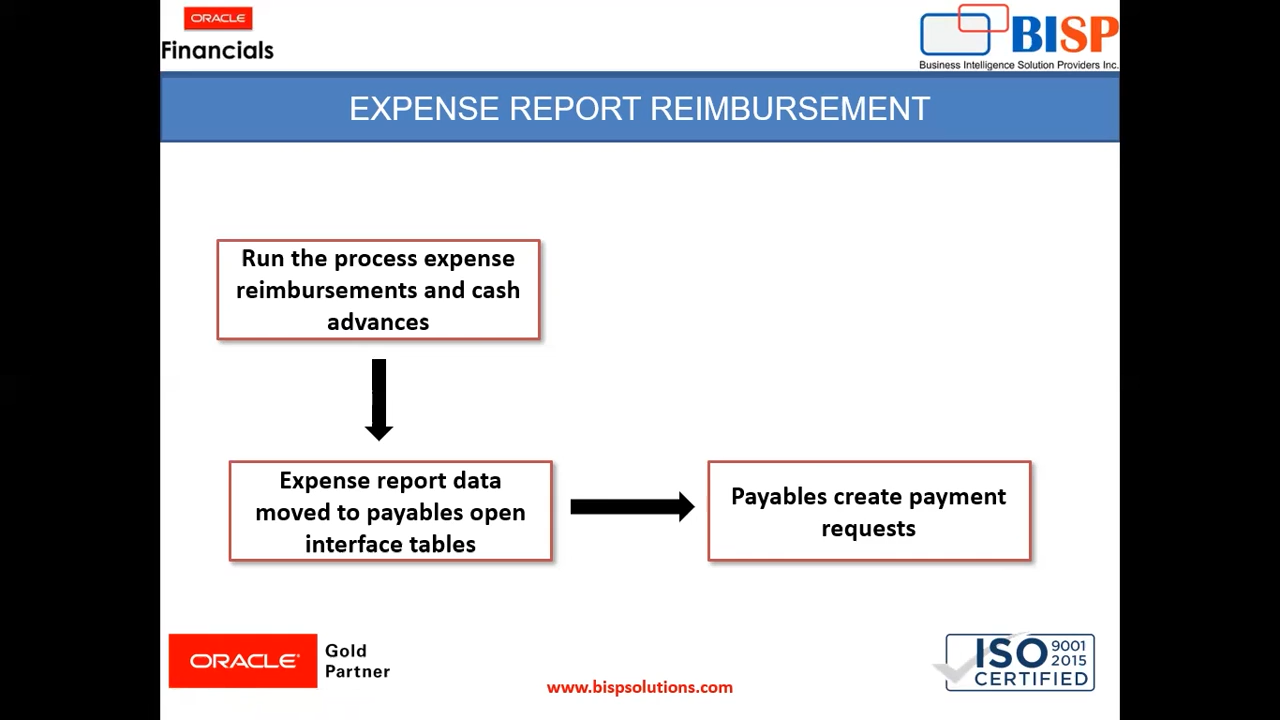 ORACLE
Financials
BISP
Business Intelligence Solution Providers Inc.
EXPENSE REPORT REIMBURSEMENT
Run the process expense
reimbursements and cash
advances
Expense report data
moved to payables open
interface tables
Payables create payment
requests
ORACLE
Gold
Partner
www.bispsolutions.com
ISO 9001
2015
CERTIFIED